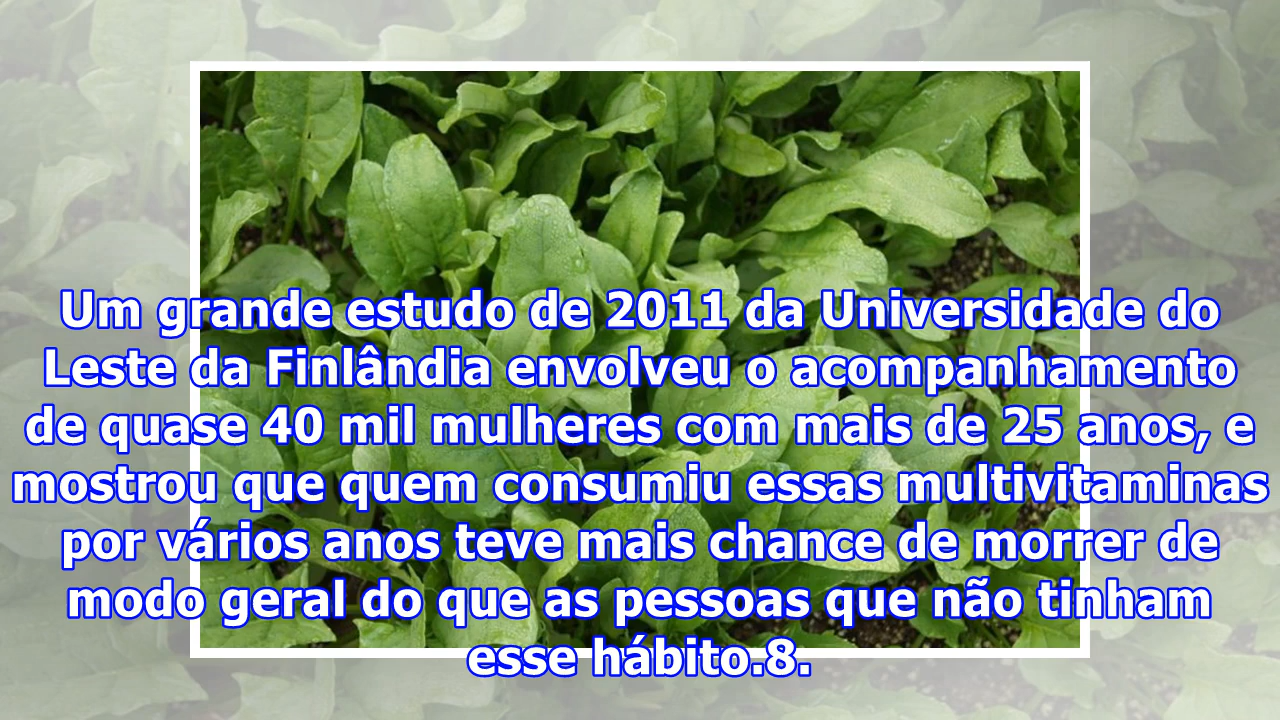 Um grande estudo de 2011 da Universidade do
Leste da Finlândia envolveu o acompanhamento
de quase 40 mil mulheres com mais de 25 anos, e
mostrou que quem consumiu essas multivitaminas
por vários anos teve mais chance de morrer de
modo geral do que as pessoas que não tinham
esse hábito.8.